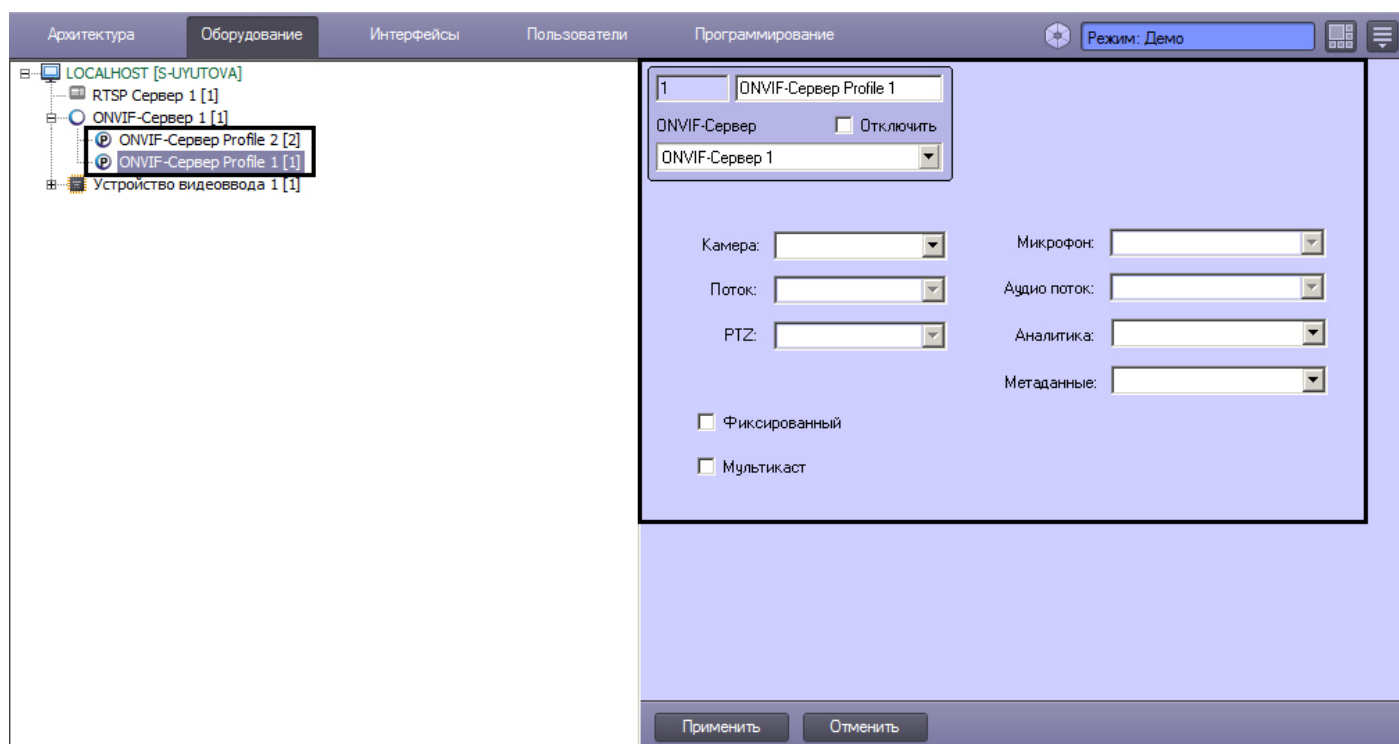 Архитектура Оборудование Интерфейсы Пользователи Программирование Режим: Демо
LOCALHOST [S-UYUTOVA]
RTSP Сервер 1 [1]
ONVIF-Сервер 1 [1]
P ONVIF-Сервер Profile 2 [2]
P ONVIF-Сервер Profile 1 [1]
Устройство видеоввода 1 [1]
1 ONVIF-Сервер Profile 1
ONVIF-Сервер Отключить
ONVIF-Сервер 1
Камера: Микрофон:
Поток: Аудио поток:
PTZ: Аналитика:
Метаданные:
Фиксированный
Мультикаст
Применить Отменить